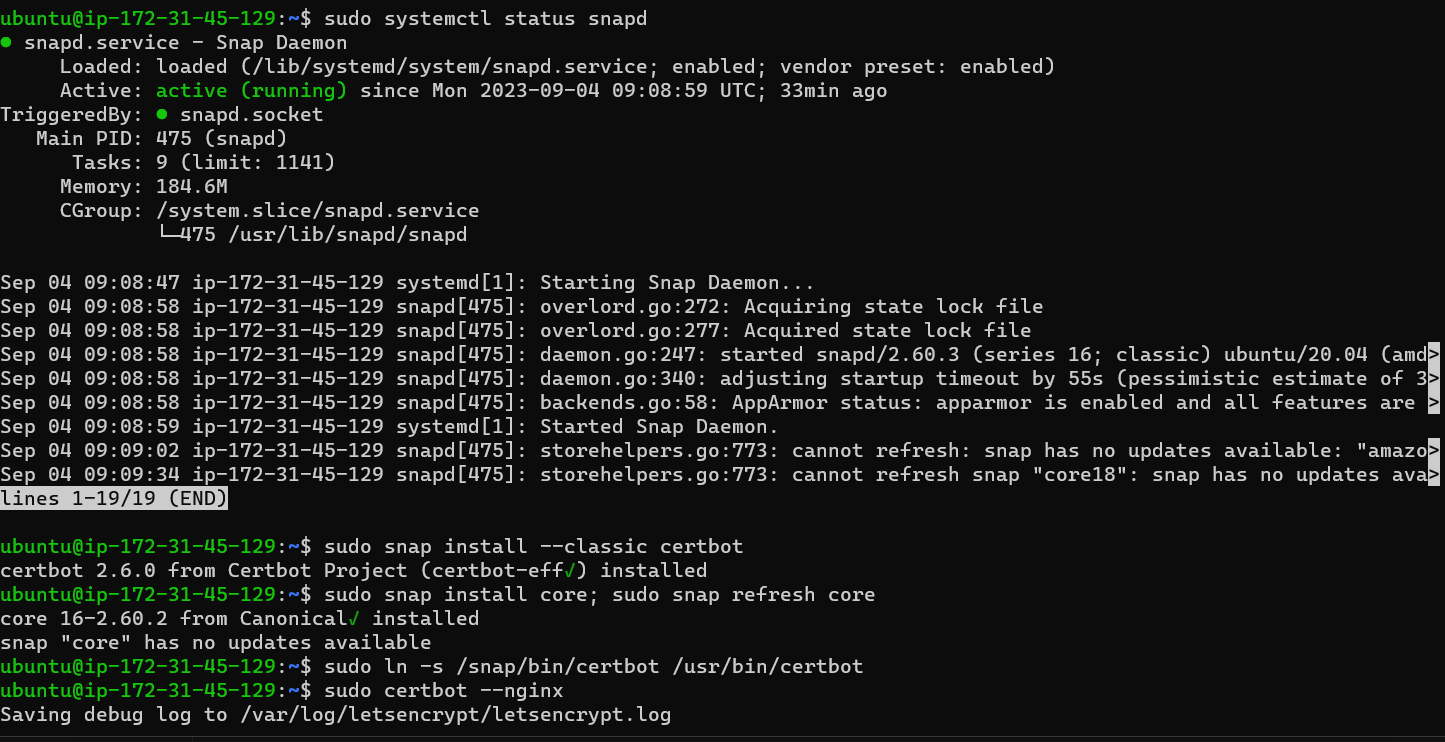 ubuntu@ip-172-31-45-129:~$ sudo systemctl status snapd
● snapd.service - Snap Daemon
     Loaded: loaded (/lib/systemd/system/snapd.service; enabled; vendor preset: enabled)
     Active: active (running) since Mon 2023-09-04 09:08:59 UTC; 33min ago
TriggeredBy: ● snapd.socket
   Main PID: 475 (snapd)
      Tasks: 9 (limit: 1141)
     Memory: 184.6M
     CGroup: /system.slice/snapd.service
             └─475 /usr/lib/snapd/snapd
Sep 04 09:08:47 ip-172-31-45-129 systemd[1]: Starting Snap Daemon...
Sep 04 09:08:58 ip-172-31-45-129 snapd[475]: overlord.go:272: Acquiring state lock file
Sep 04 09:08:58 ip-172-31-45-129 snapd[475]: overlord.go:277: Acquired state lock file
Sep 04 09:08:58 ip-172-31-45-129 snapd[475]: daemon.go:247: started snapd/2.60.3 (series 16; classic) ubuntu/20.04 (amd>
Sep 04 09:08:58 ip-172-31-45-129 snapd[475]: daemon.go:340: adjusting startup timeout by 55s (pessimistic estimate of 3>
Sep 04 09:08:58 ip-172-31-45-129 snapd[475]: backends.go:58: AppArmor status: apparmor is enabled and all features are >
Sep 04 09:08:59 ip-172-31-45-129 systemd[1]: Started Snap Daemon.
Sep 04 09:09:02 ip-172-31-45-129 snapd[475]: storehelpers.go:773: cannot refresh: snap has no updates available: "amazo>
Sep 04 09:09:34 ip-172-31-45-129 snapd[475]: storehelpers.go:773: cannot refresh snap "core18": snap has no updates ava>
lines 1-19/19 (END)
ubuntu@ip-172-31-45-129:~$ sudo snap install --classic certbot
certbot 2.6.0 from Certbot Project (certbot-eff✓) installed
ubuntu@ip-172-31-45-129:~$ sudo snap install core; sudo snap refresh core
core 16-2.60.2 from Canonical✓ installed
snap "core" has no updates available
ubuntu@ip-172-31-45-129:~$ sudo ln -s /snap/bin/certbot /usr/bin/certbot
ubuntu@ip-172-31-45-129:~$ sudo certbot --nginx
Saving debug log to /var/log/letsencrypt/letsencrypt.log